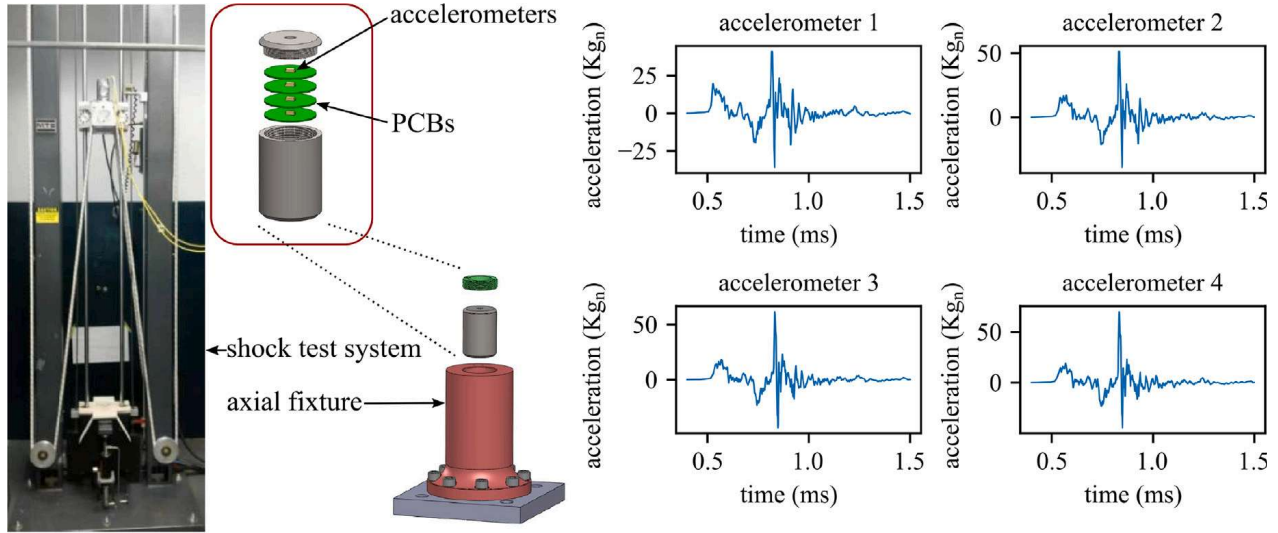 accelerometers
PCBs
shock test system
axial fixture
accelerometer 1
acceleration (Kgₙ)
25
0
−25
0.5
1.0
1.5
time (ms)
accelerometer 2
acceleration (Kgₙ)
50
0
0.5
1.0
1.5
time (ms)
accelerometer 3
acceleration (Kgₙ)
50
0
0.5
1.0
1.5
time (ms)
accelerometer 4
acceleration (Kgₙ)
50
0
0.5
1.0
1.5
time (ms)